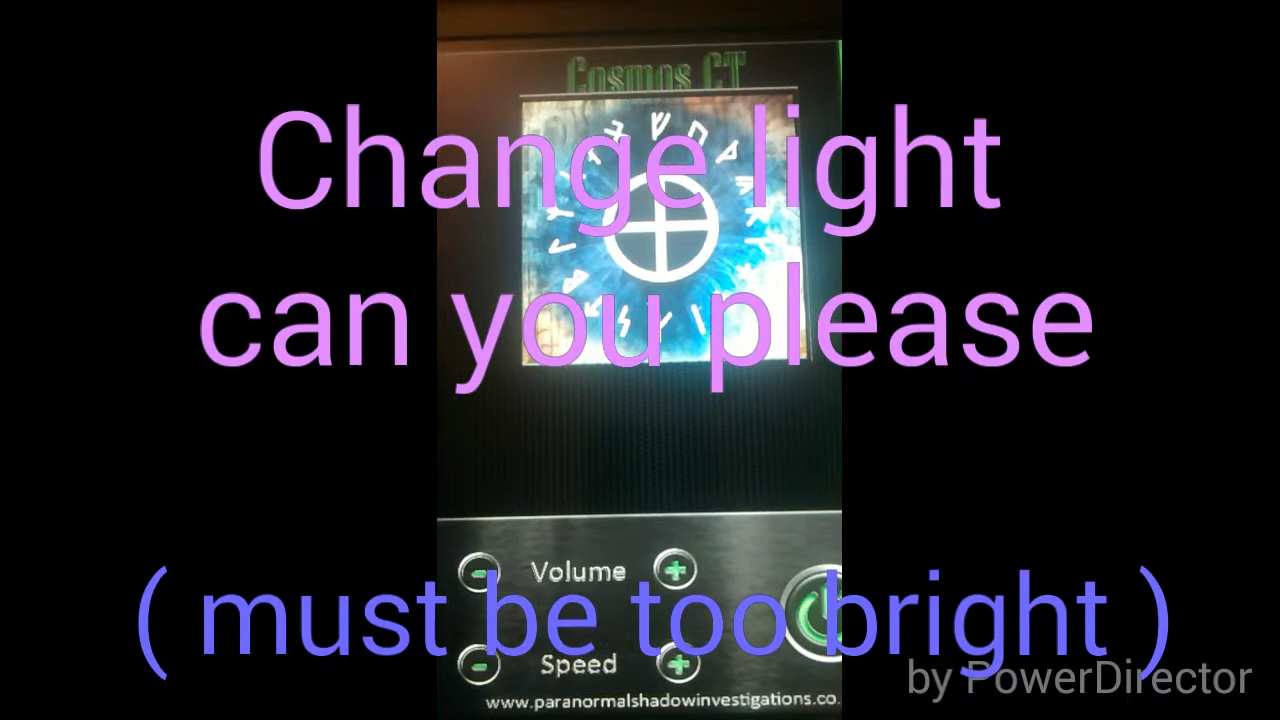 Cosmos CT
Change light
can you please
Volume
( must be too bright )
Speed
by PowerDirector
www.paranormalshadowinvestigations.co.